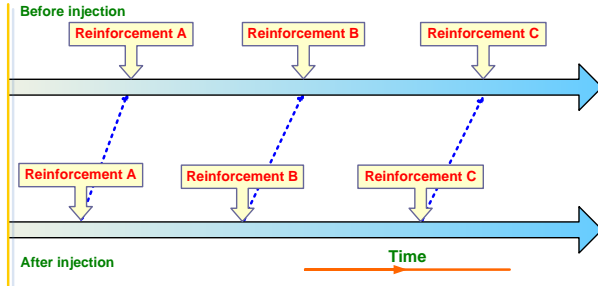 Before injection
Reinforcement A
Reinforcement B
Reinforcement C
Reinforcement A
Reinforcement B
Reinforcement C
Time
After injection